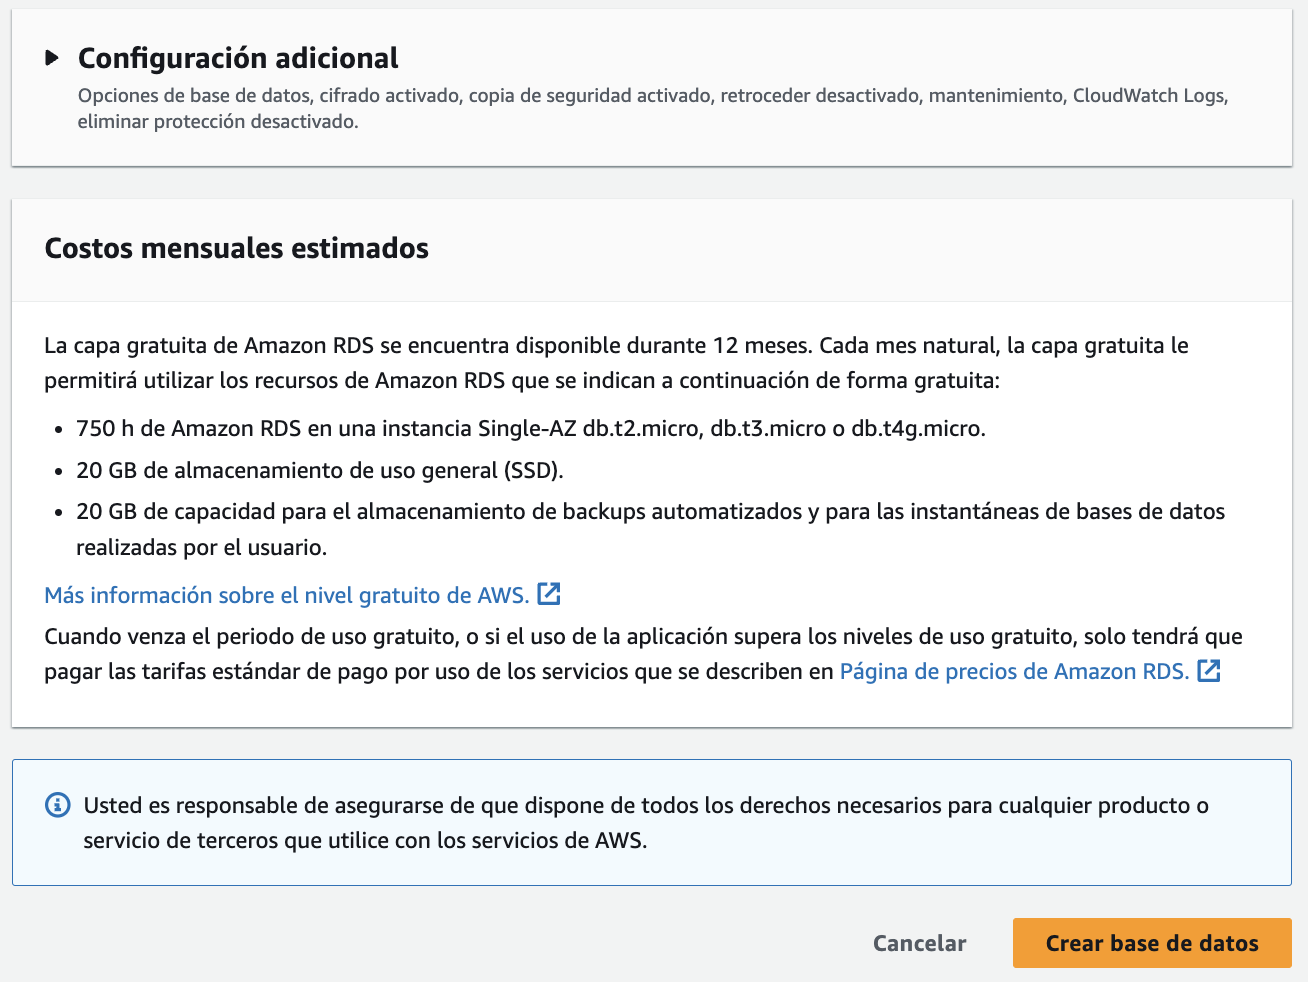 Configuración adicional
Opciones de base de datos, cifrado activado, copia de seguridad activado, retroceder desactivado, mantenimiento, CloudWatch Logs,
eliminar protección desactivado.
Costos mensuales estimados
La capa gratuita de Amazon RDS se encuentra disponible durante 12 meses. Cada mes natural, la capa gratuita le
permitirá utilizar los recursos de Amazon RDS que se indican a continuación de forma gratuita:
• 750 h de Amazon RDS en una instancia Single-AZ db.t2.micro, db.t3.micro o db.t4g.micro.
• 20 GB de almacenamiento de uso general (SSD).
• 20 GB de capacidad para el almacenamiento de backups automatizados y para las instantáneas de bases de datos
realizadas por el usuario.
Más información sobre el nivel gratuito de AWS.
Cuando venza el periodo de uso gratuito, o si el uso de la aplicación supera los niveles de uso gratuito, solo tendrá que
pagar las tarifas estándar de pago por uso de los servicios que se describen en Página de precios de Amazon RDS.
Usted es responsable de asegurarse de que dispone de todos los derechos necesarios para cualquier producto o
servicio de terceros que utilice con los servicios de AWS.
Cancelar
Crear base de datos